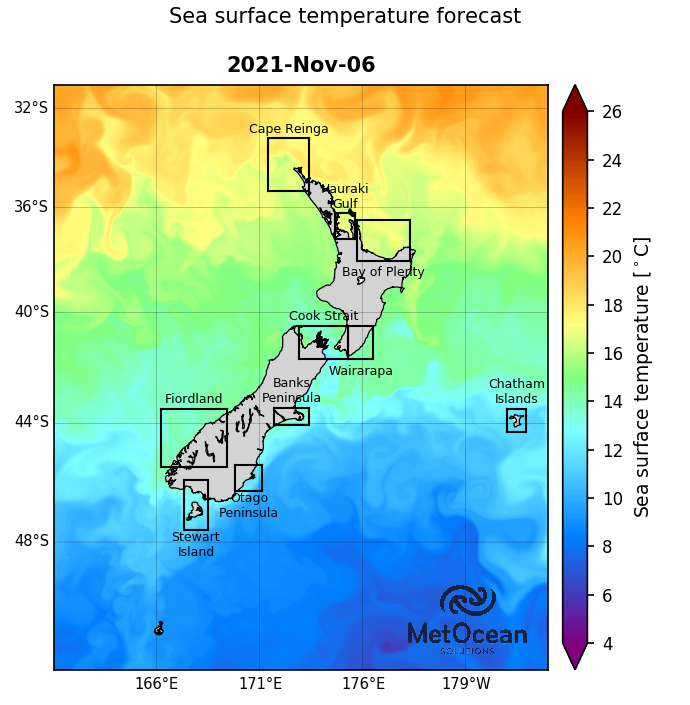 Sea surface temperature forecast
2021-Nov-06
32°S
36°S
40°S
44°S
48°S
166°E
171°E
176°E
179°W
Cape Reinga
Hauraki
Gulf
Bay of Plenty
Cook Strait
Wairarapa
Banks
Peninsula
Fiordland
Chatham
Islands
Otago
Peninsula
Stewart
Island
MetOcean
SOLUTIONS
26
24
22
20
18
16
14
12
10
8
6
4
Sea surface temperature [°C]